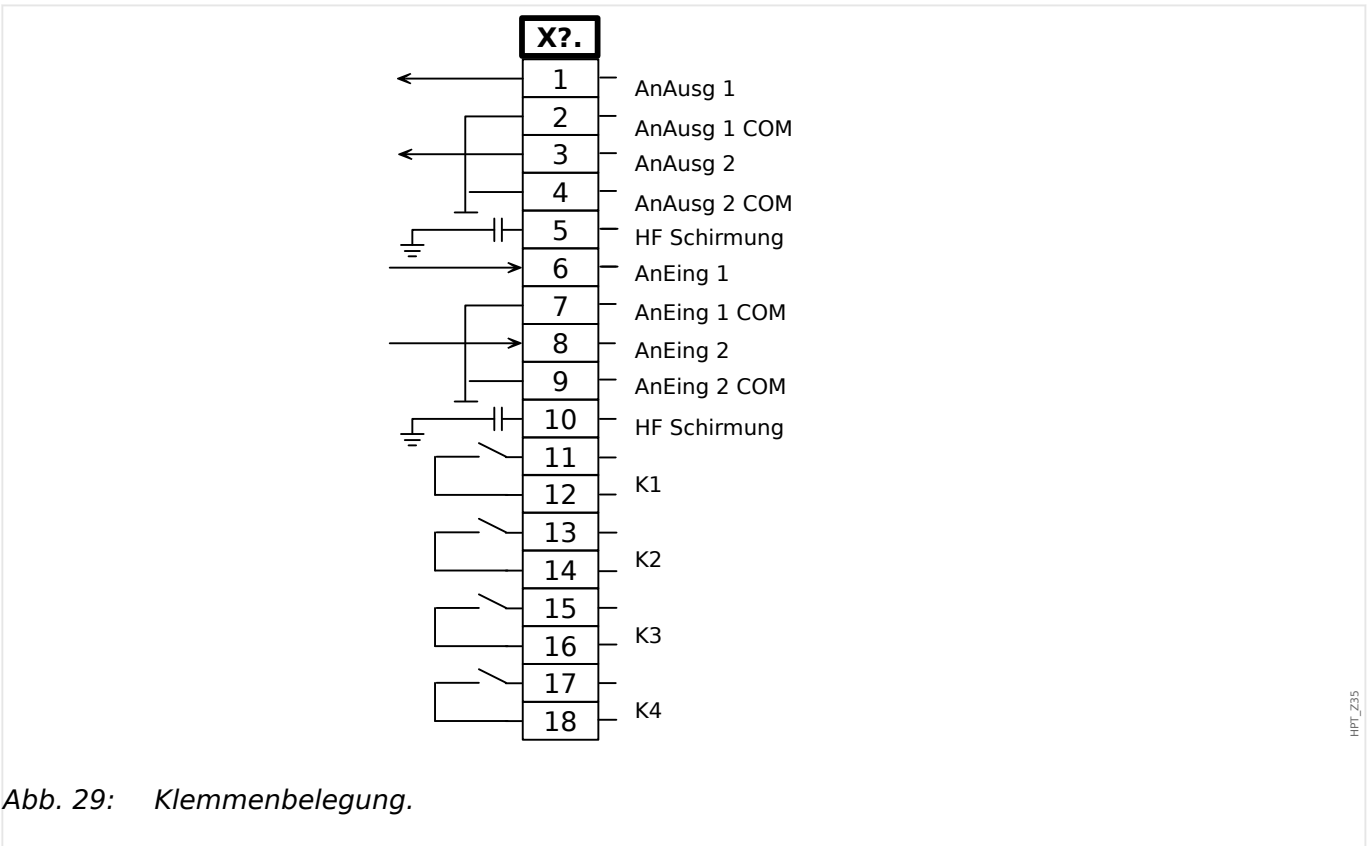 X?.
1 AnAusg 1
2 AnAusg 1 COM
3 AnAusg 2
4 AnAusg 2 COM
5 HF Schirmung
6 AnEing 1
7 AnEing 1 COM
8 AnEing 2
9 AnEing 2 COM
10 HF Schirmung
11
K1
12
13
K2
14
15
K3
16
17
K4
18
HPT_Z35
Abb. 29: Klemmenbelegung.